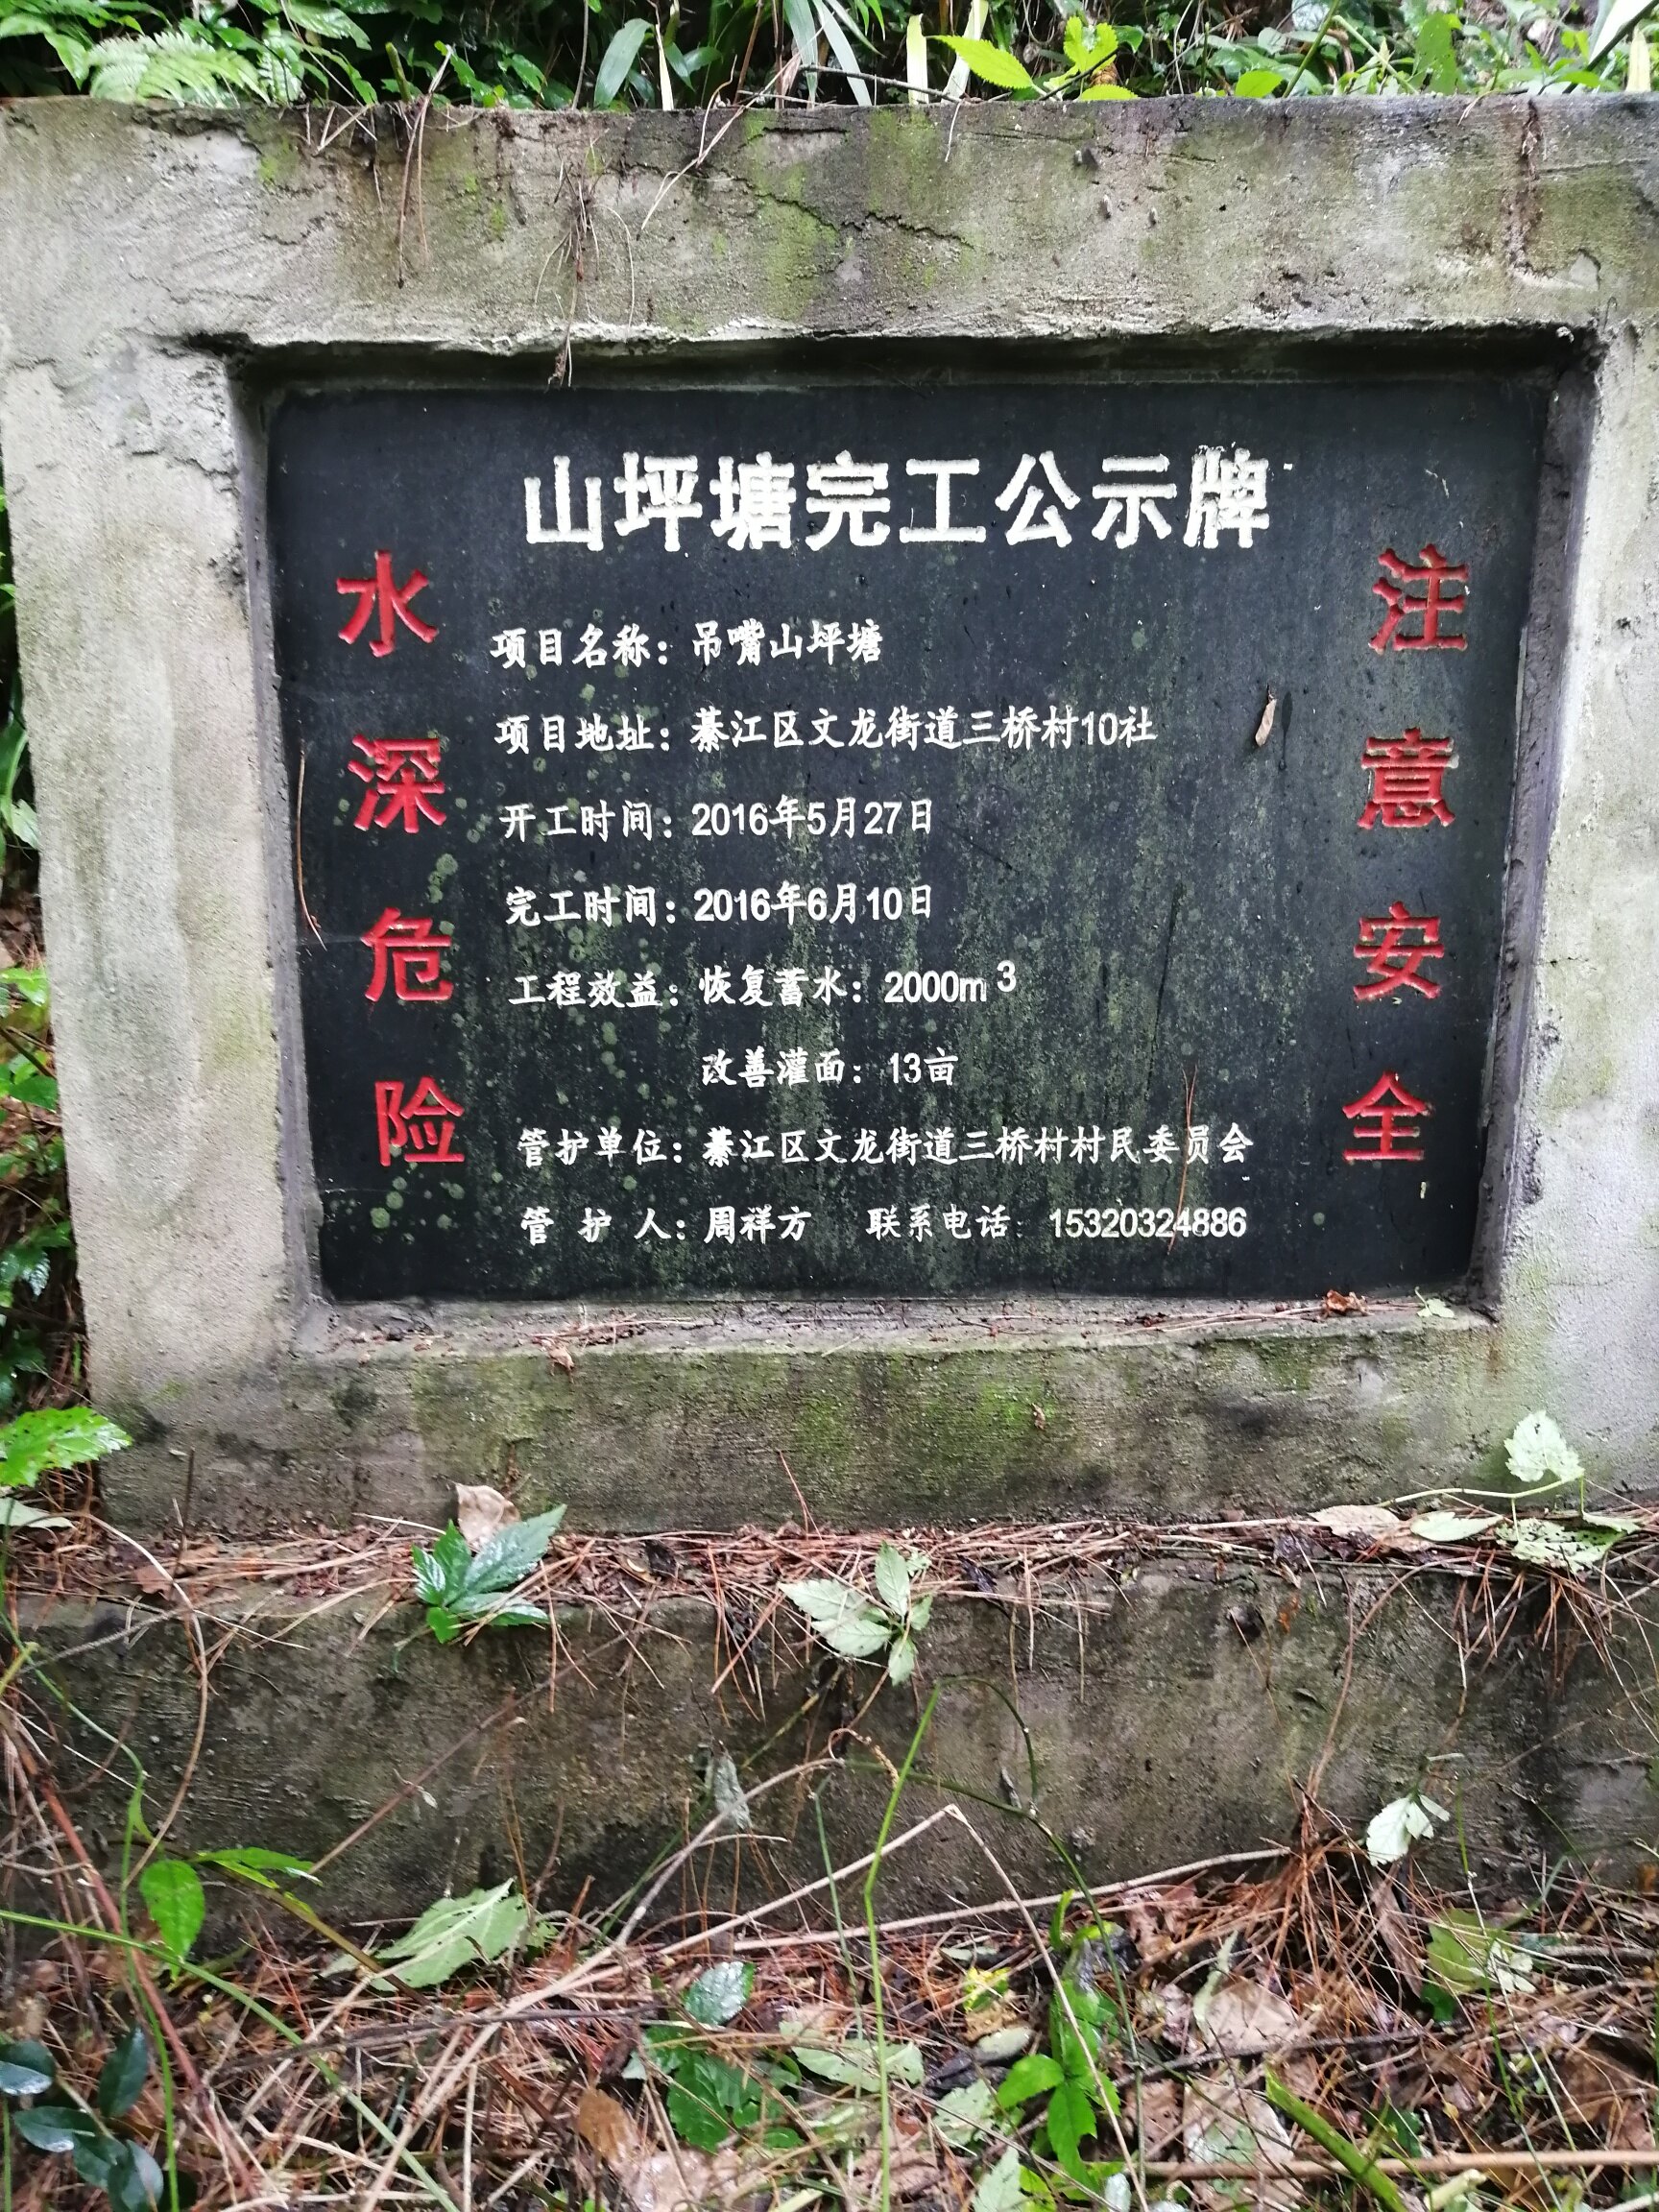 山坪塘完工公示牌
水深危险
项目名称：吊嘴山坪塘
项目地址：綦江区文龙街道三桥村10社
开工时间：2016年5月27日
完工时间：2016年6月10日
工程效益：恢复蓄水：2000m³
改善灌面：13亩
管护单位：綦江区文龙街道三桥村村民委员会
管 护 人：周祥方 联系电话：15320324886
注意安全